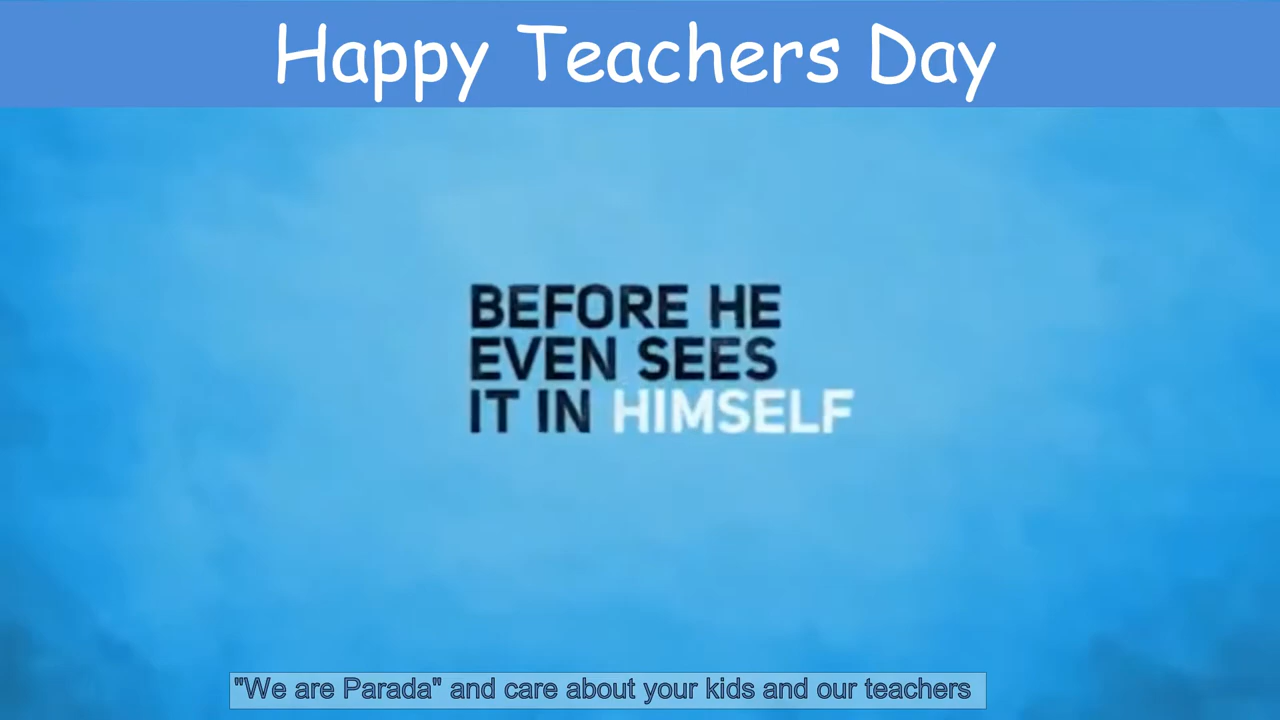 Happy Teachers Day
BEFORE HE
EVEN SEES
IT IN HIMSELF
"We are Parada" and care about your kids and our teachers